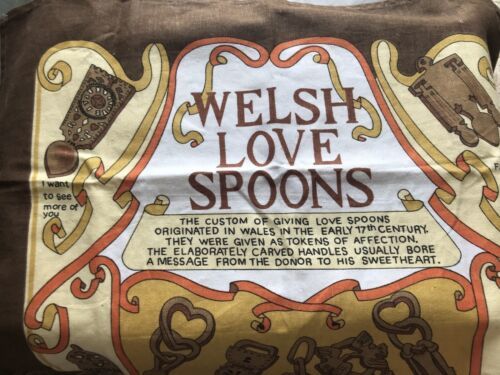 WELSH
LOVE
SPOONS
THE CUSTOM OF GIVING LOVE SPOONS
ORIGINATED IN WALES IN THE EARLY 17th CENTURY.
THEY WERE GIVEN AS TOKENS OF AFFECTION.
THE ELABORATELY CARVED HANDLES USUALLY BORE
A MESSAGE FROM THE DONOR TO HIS SWEETHEART.
I want
to see
more of
you